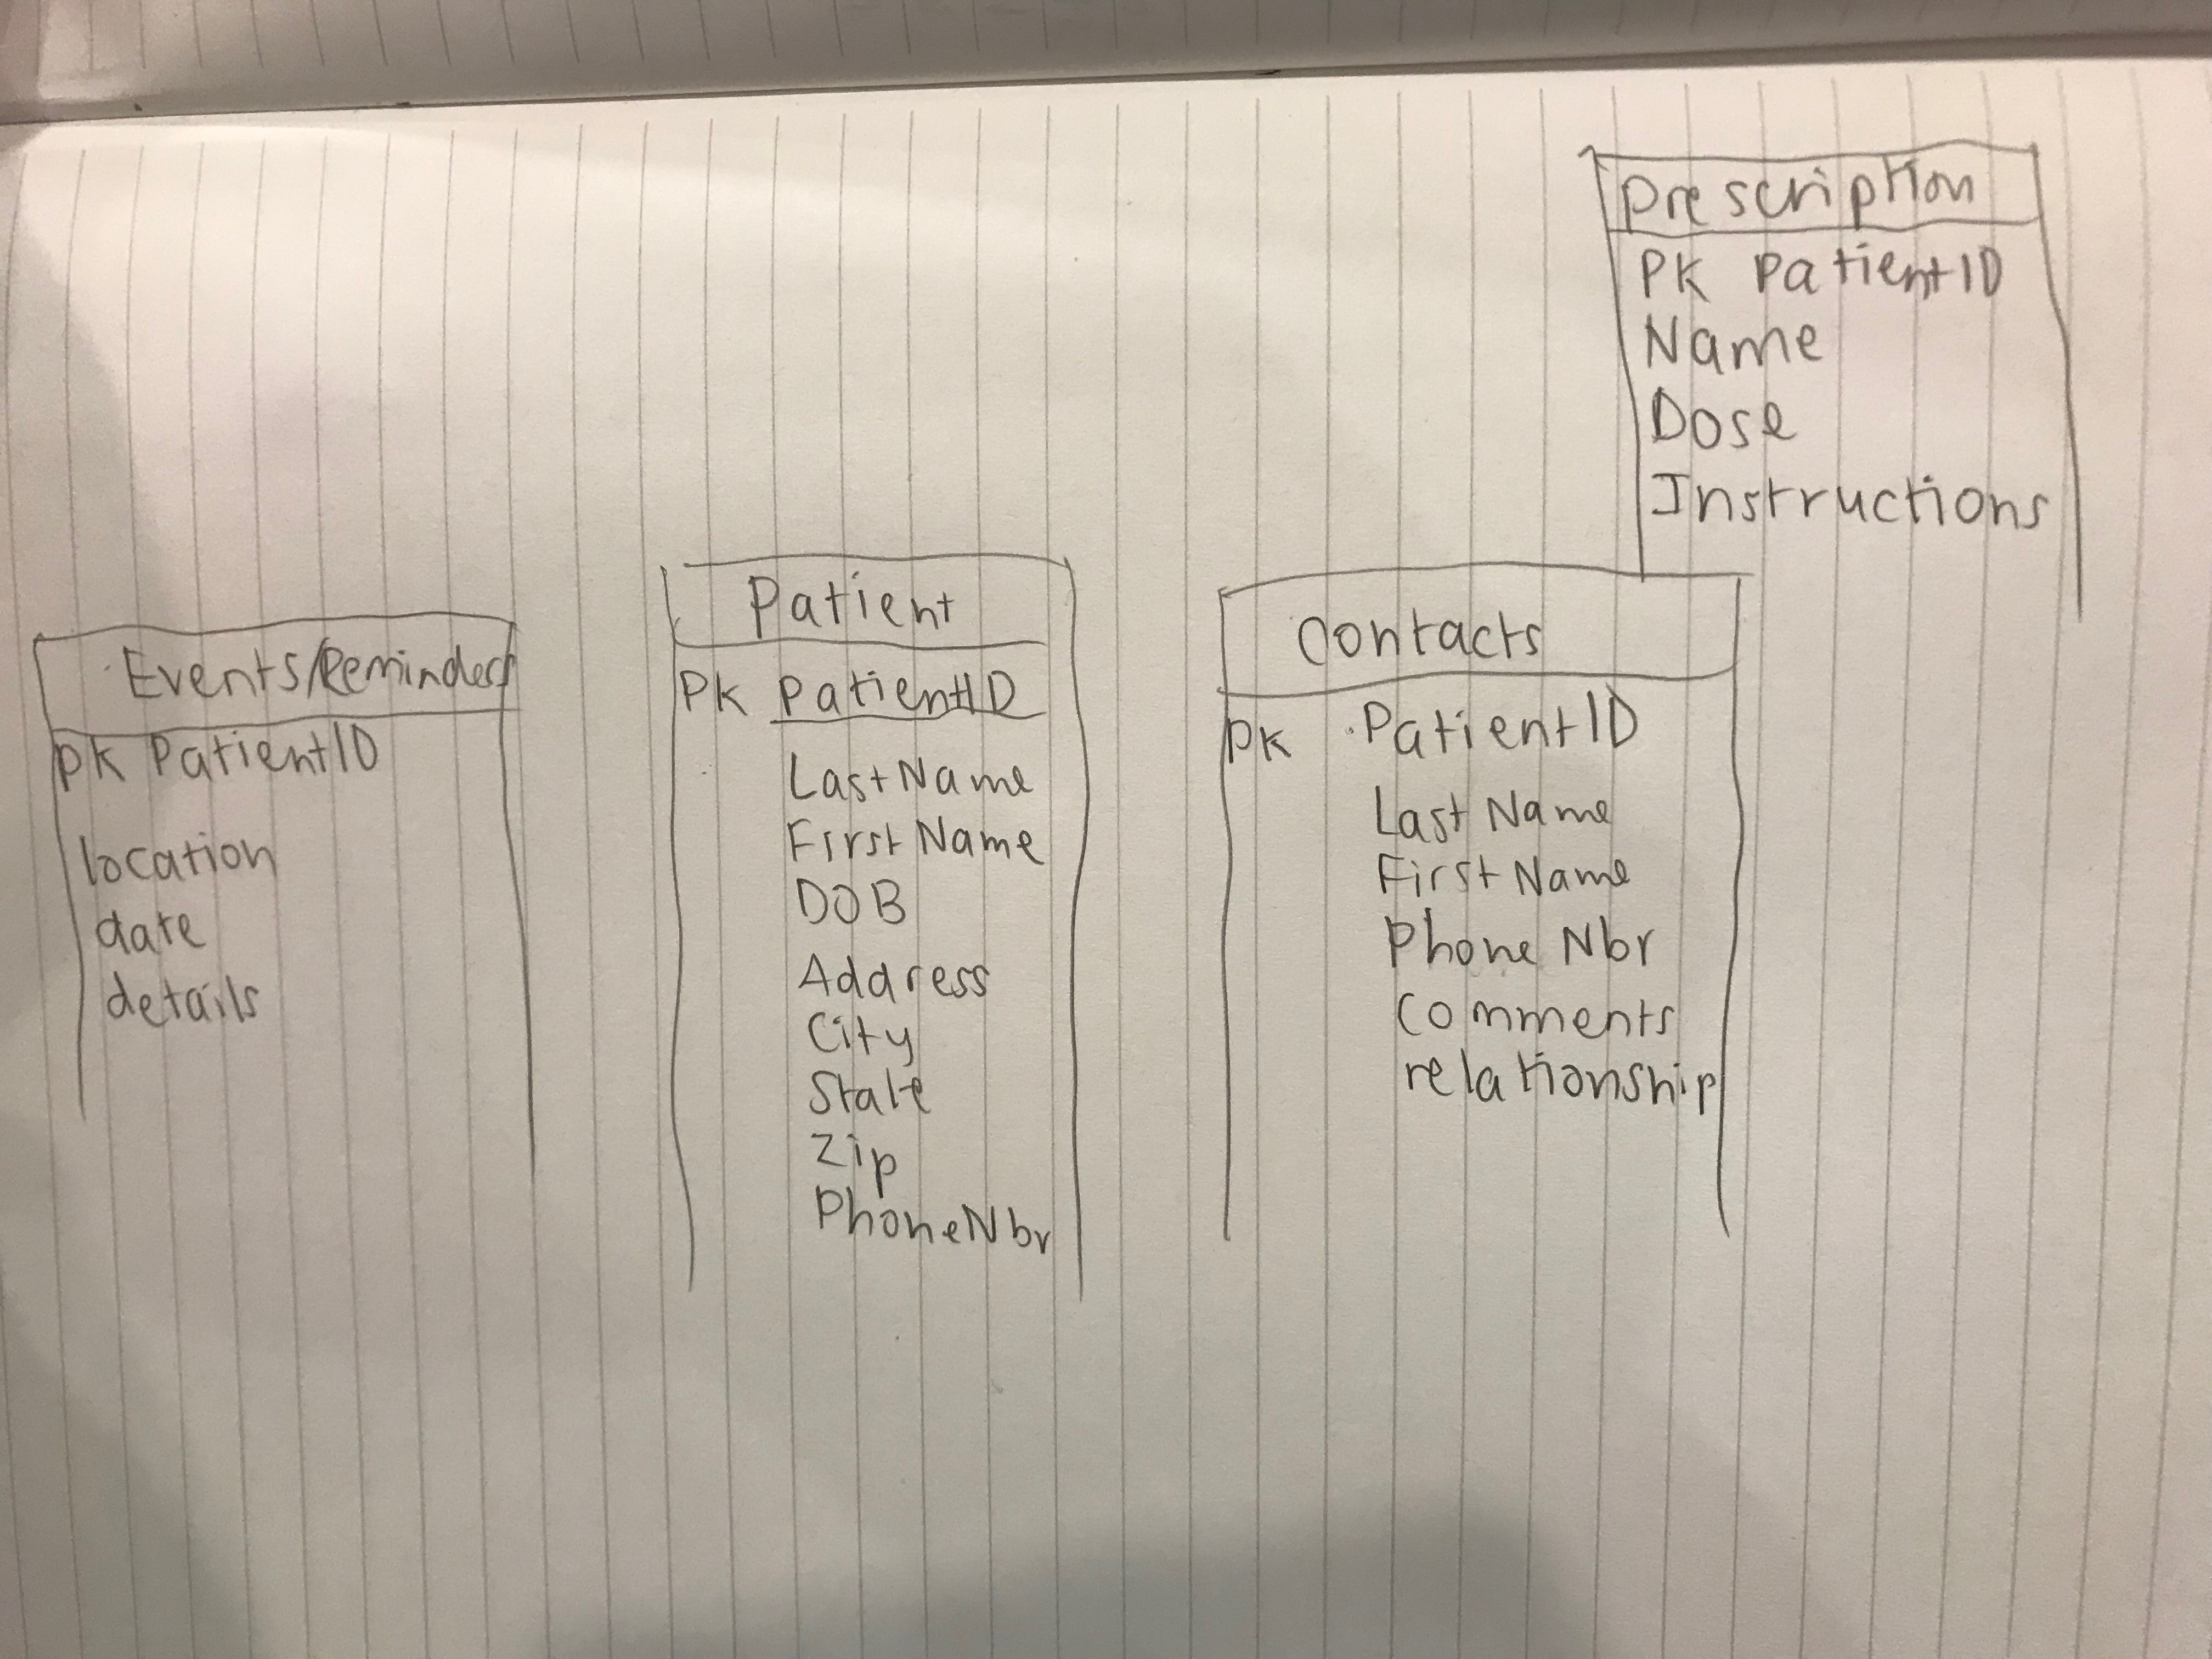 Prescription
PK PatientID
Name
Dose
Instructions
Events/Reminders
PK PatientID
location
date
details
Patient
PK PatientID
LastName
FirstName
DOB
Address
City
State
Zip
PhoneNbr
Contacts
PK PatientID
Last Name
First Name
Phone Nbr
Comments
relationship